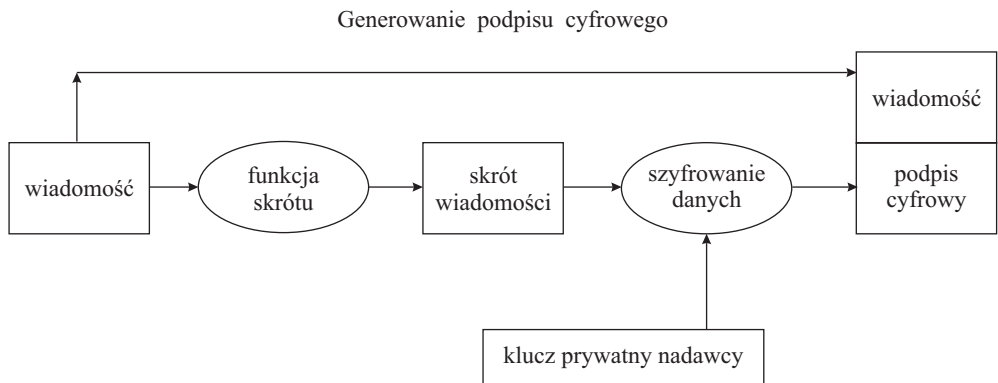 Generowanie podpisu cyfrowego
wiadomość
wiadomość
funkcja
skrótu
skrót
wiadomości
szyfrowanie
danych
podpis
cyfrowy
klucz prywatny nadawcy